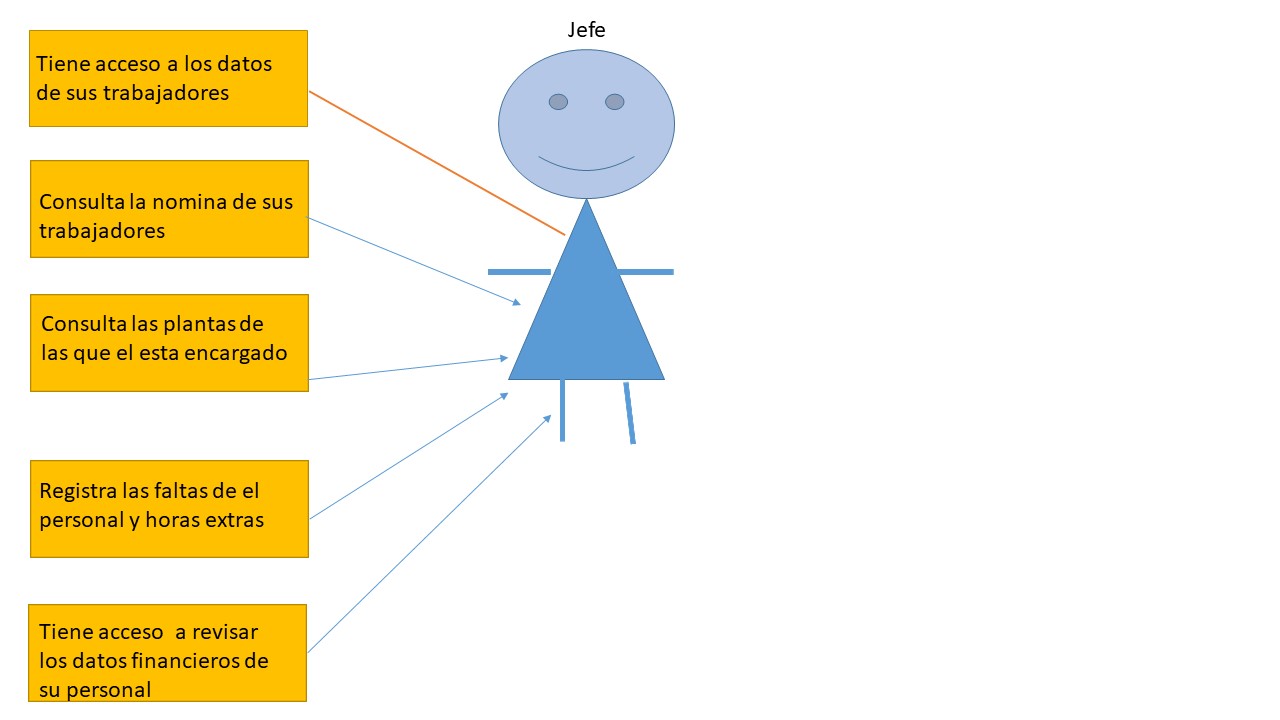 Jefe
Tiene acceso a los datos
de sus trabajadores
Consulta la nomina de sus
trabajadores
Consulta las plantas de
las que el esta encargado
Registra las faltas de el
personal y horas extras
Tiene acceso  a revisar
los datos financieros de
su personal